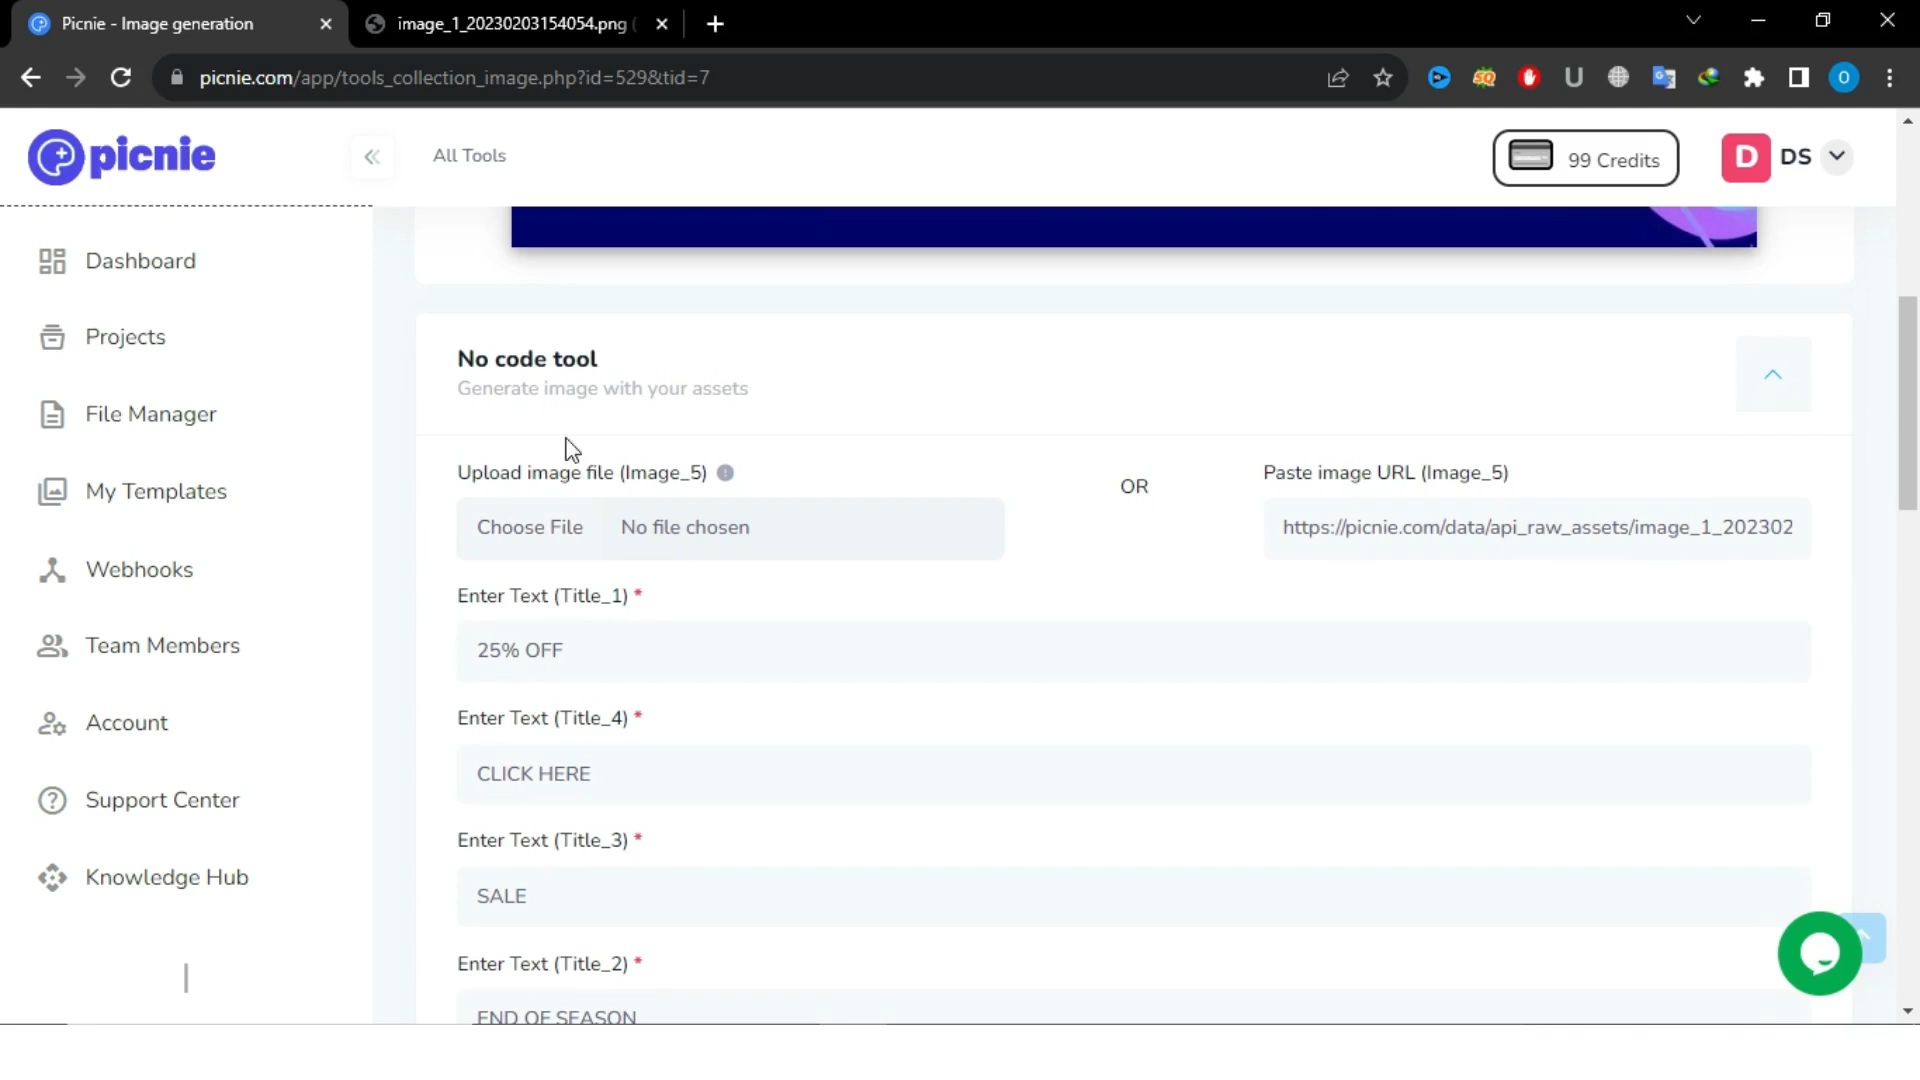 Picnie - Image generation
image_1_20230203154054.png (
picnie.com/app/tools_collection_image.php?id=529&tid=7
picnie
All Tools
99 Credits
D
DS
Dashboard
Projects
File Manager
My Templates
Webhooks
Team Members
Account
Support Center
Knowledge Hub
No code tool
Generate image with your assets
Upload image file (Image_5)
OR
Paste image URL (Image_5)
Choose File
No file chosen
https://picnie.com/data/api_raw_assets/image_1_202302
Enter Text (Title_1) *
25% OFF
Enter Text (Title_4) *
CLICK HERE
Enter Text (Title_3) *
SALE
Enter Text (Title_2) *
END OF SEASON